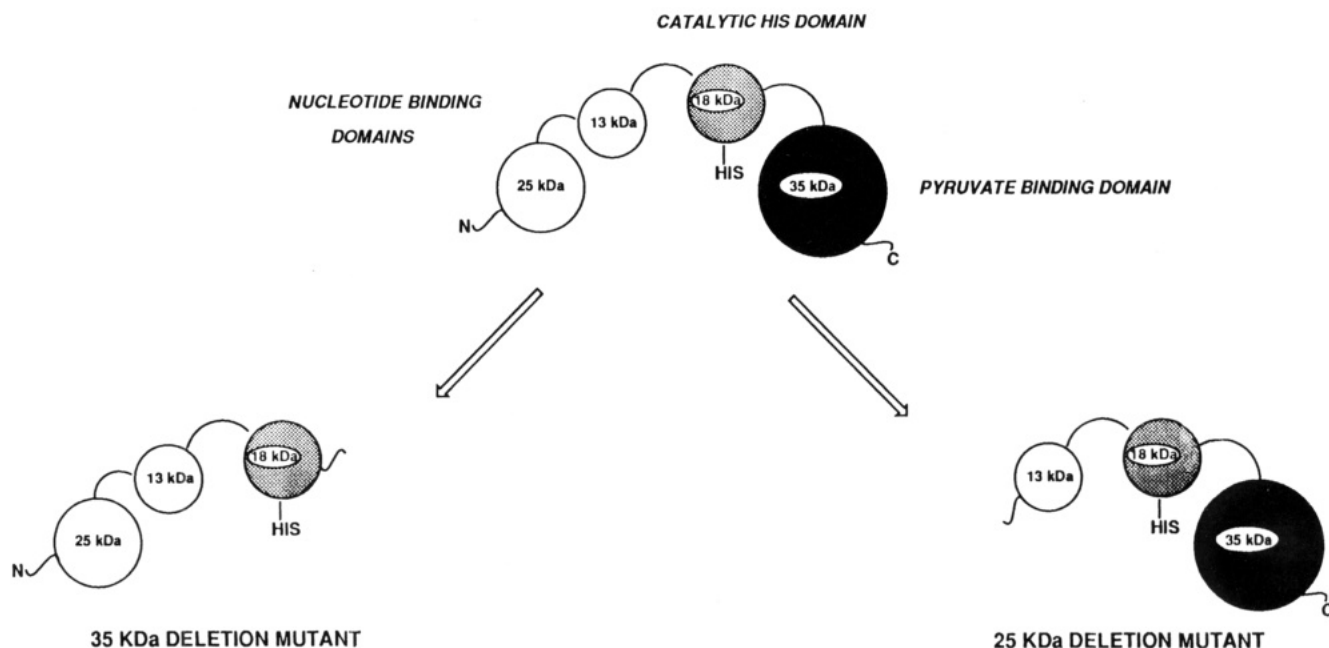 CATALYTIC HIS DOMAIN
NUCLEOTIDE BINDING
DOMAINS
13 kDa
18 kDa
HIS
25 kDa
35 kDa
PYRUVATE BINDING DOMAIN
N
C
13 kDa
18 kDa
HIS
25 kDa
N
35 KDa DELETION MUTANT
13 kDa
18 kDa
HIS
35 kDa
C
25 KDa DELETION MUTANT